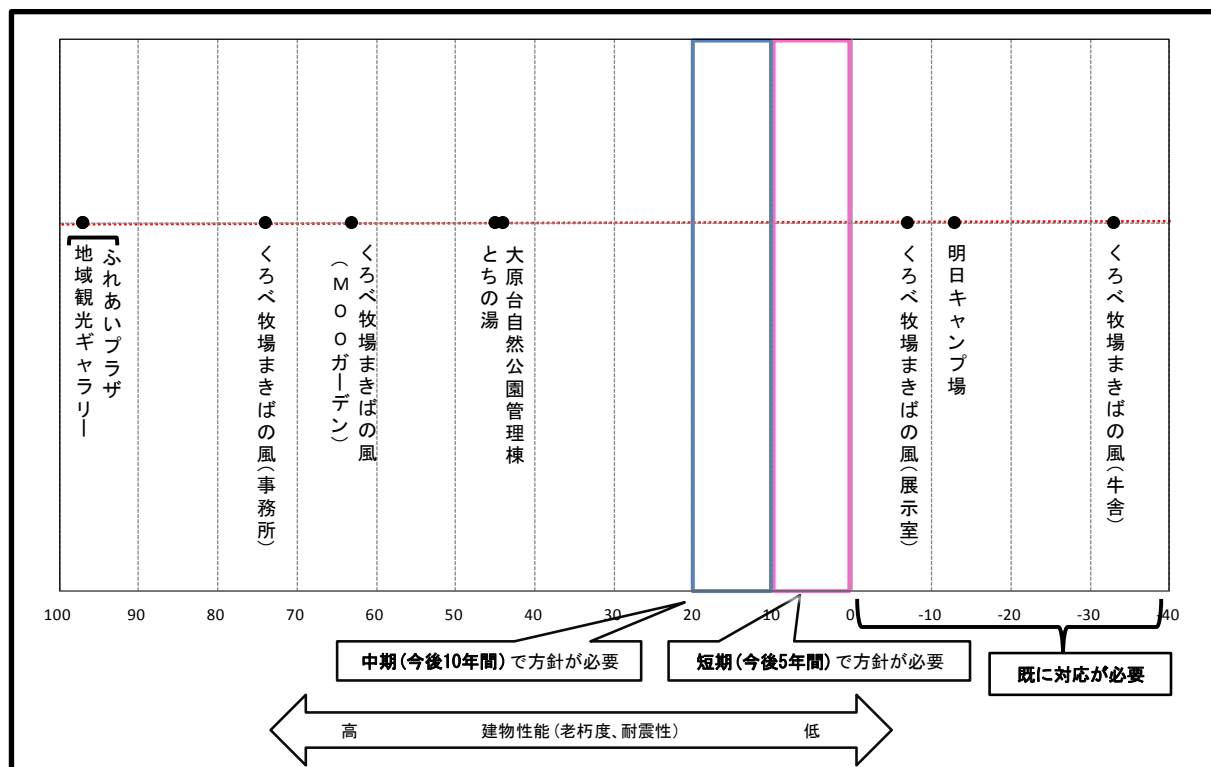 ふれあいプラザ
地域観光ギャラリー
くろべ牧場まきばの風(事務所)
くろべ牧場まきばの風
(MOOガーデン)
とちの湯
大原台自然公園管理棟
くろべ牧場まきばの風(展示室)
明日キャンプ場
くろべ牧場まきばの風(牛舎)
100 90 80 70 60 50 40 30 20 10 0 -10 -20 -30 -40
中期(今後10年間)で方針が必要
短期(今後5年間)で方針が必要
既に対応が必要
高 建物性能(老朽度、耐震性) 低